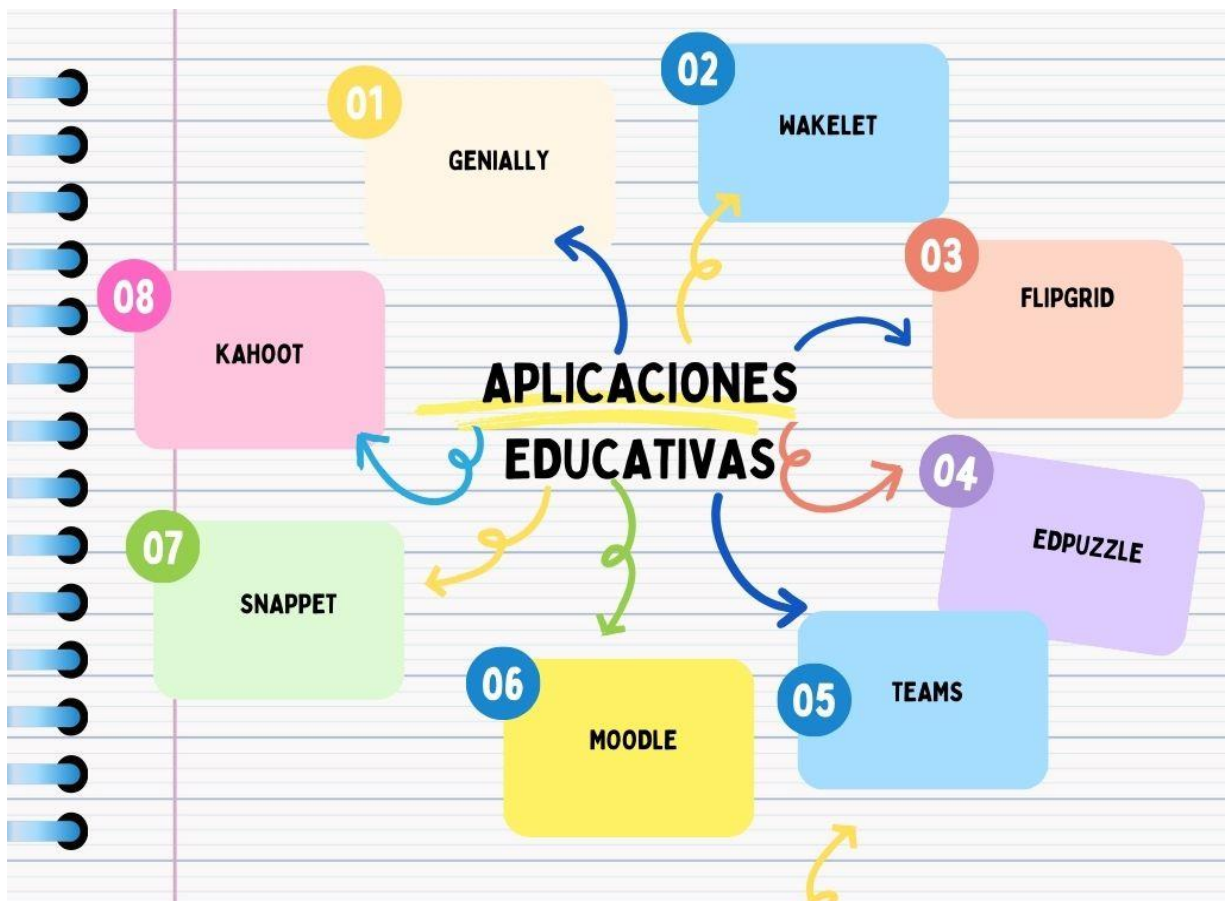 01
GENIALLY
02
WAKELET
03
FLIPGRID
08
KAHOOT
APLICACIONES
EDUCATIVAS
04
EDPUZZLE
07
SNAPPET
06
MOODLE
05
TEAMS